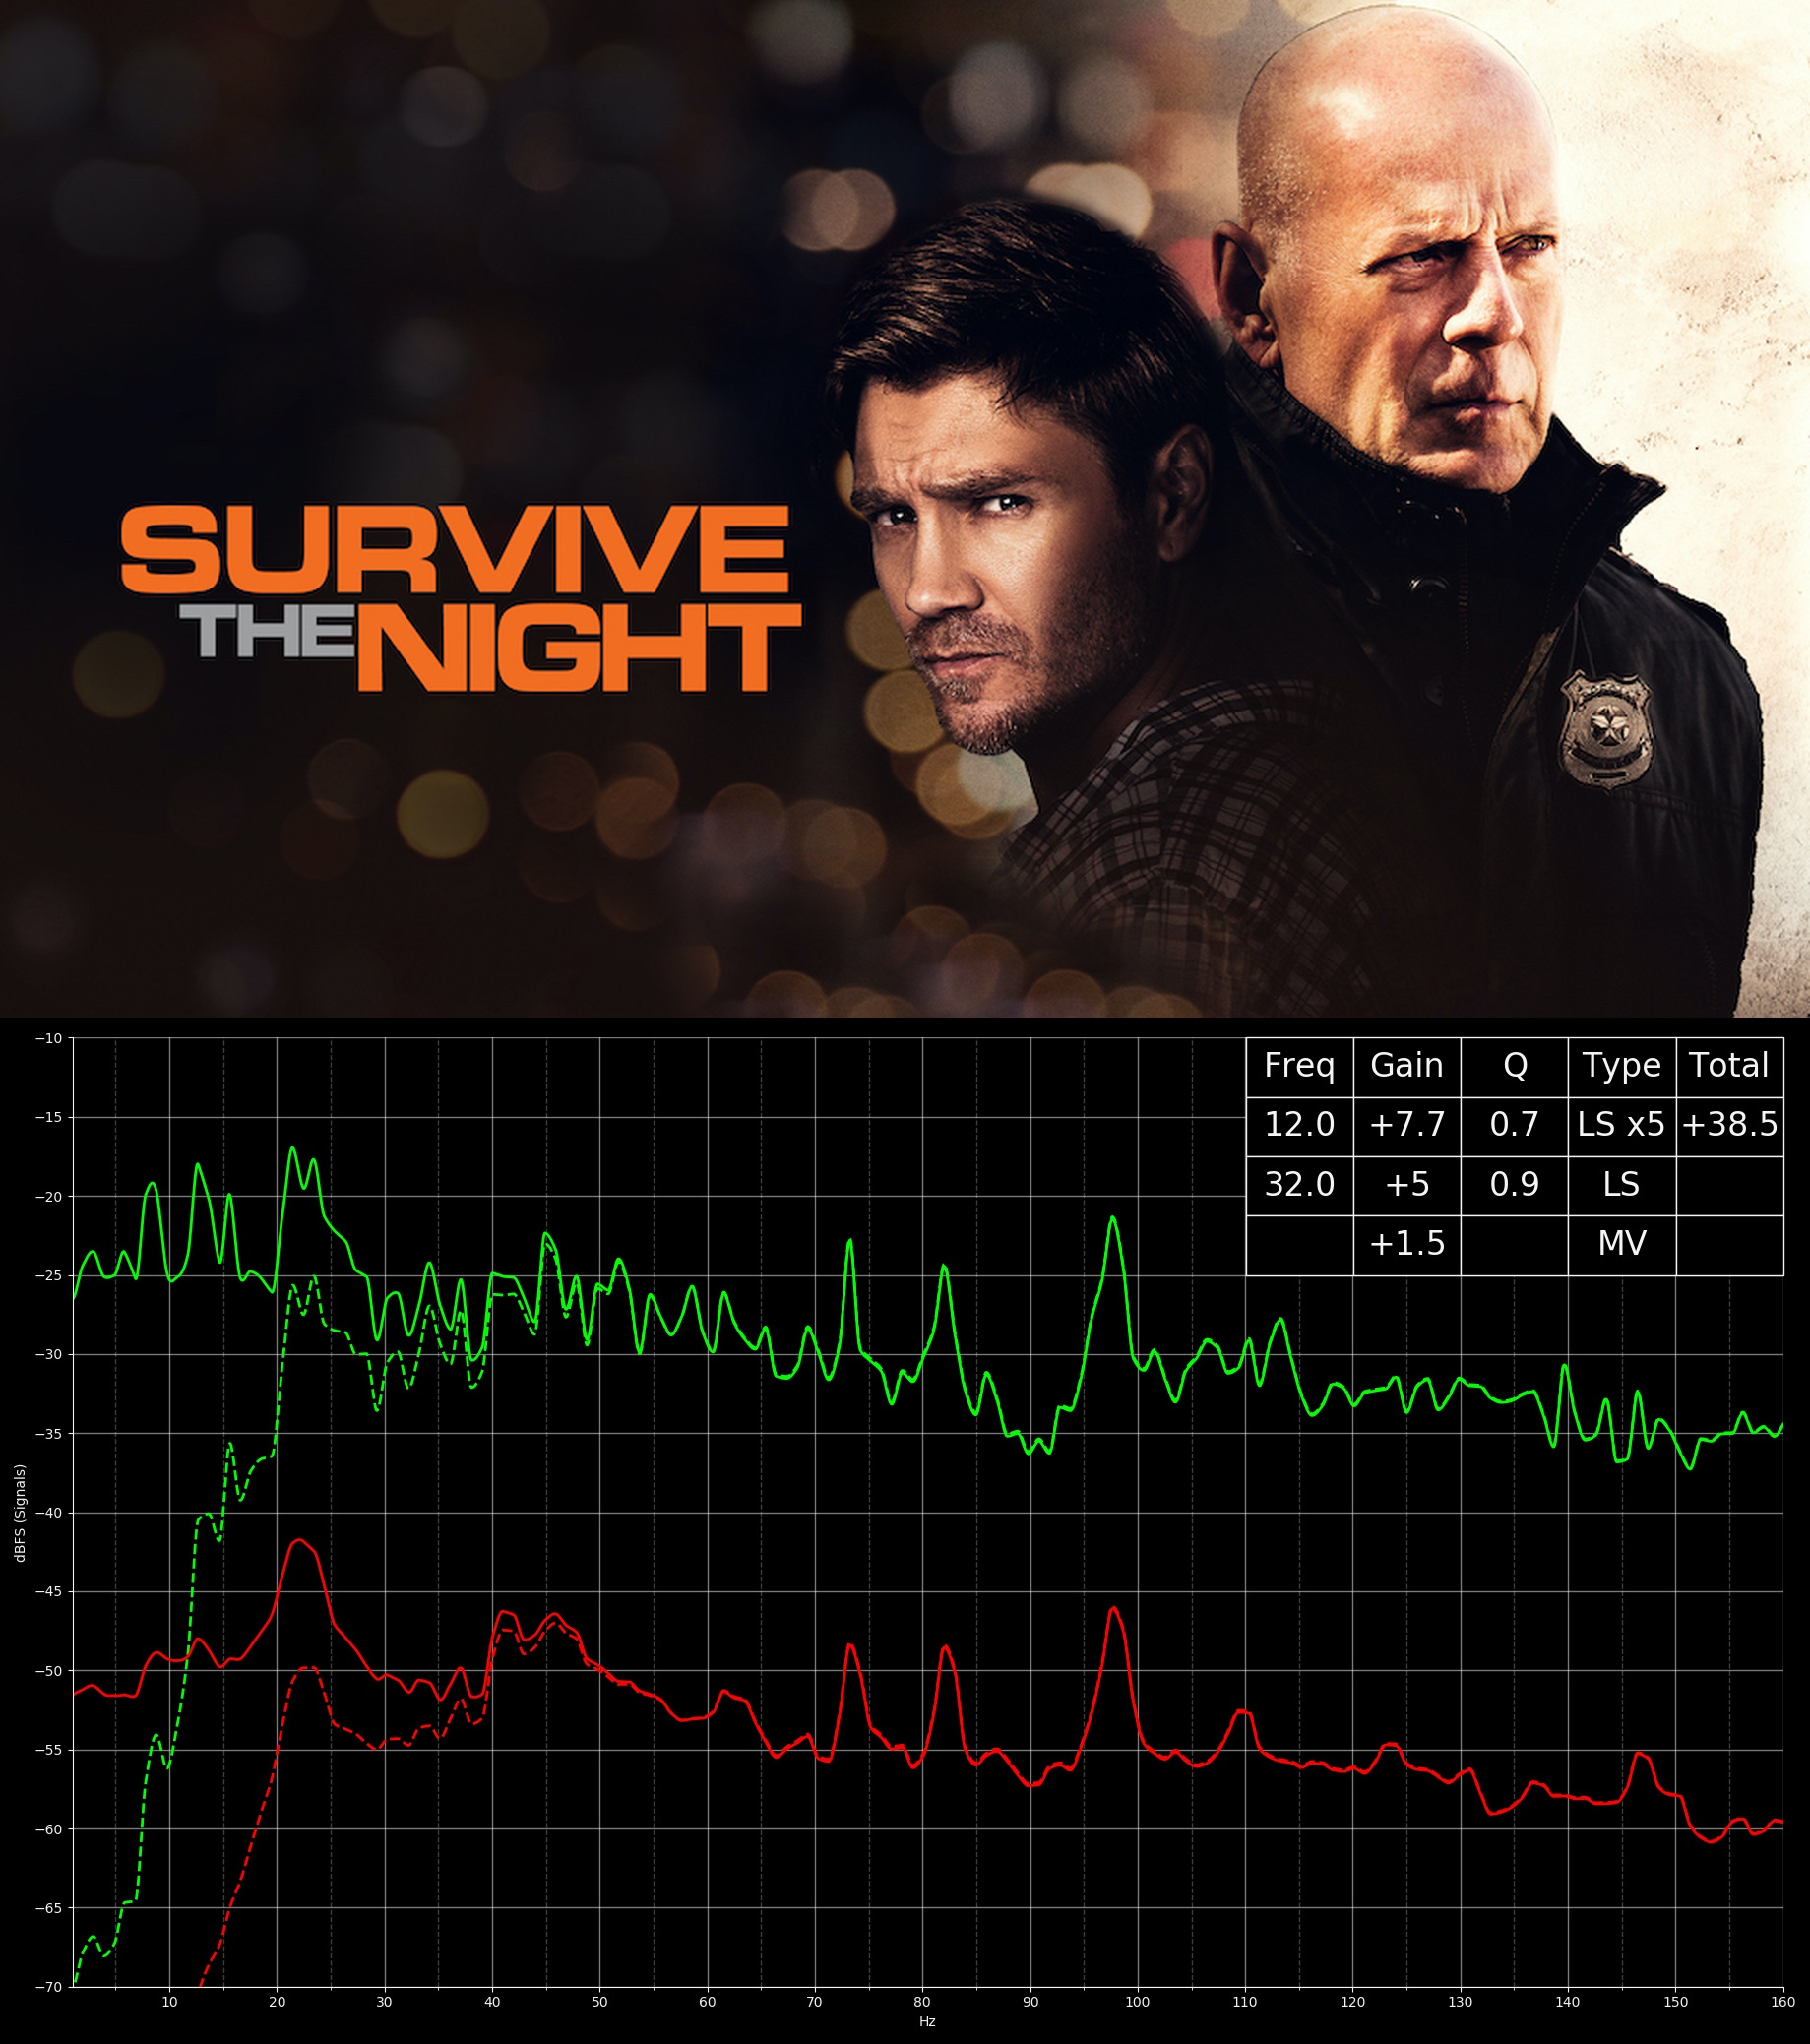 SURVIVE
THE NIGHT
Freq Gain Q Type Total
12.0 +7.7 0.7 LS x5 +38.5
32.0 +5 0.9 LS
+1.5 MV
−10
−15
−20
−25
−30
−35
−40
−45
−50
−55
−60
−65
−70
dBFS (Signals)
10 20 30 40 50 60 70 80 90 100 110 120 130 140 150 160
Hz